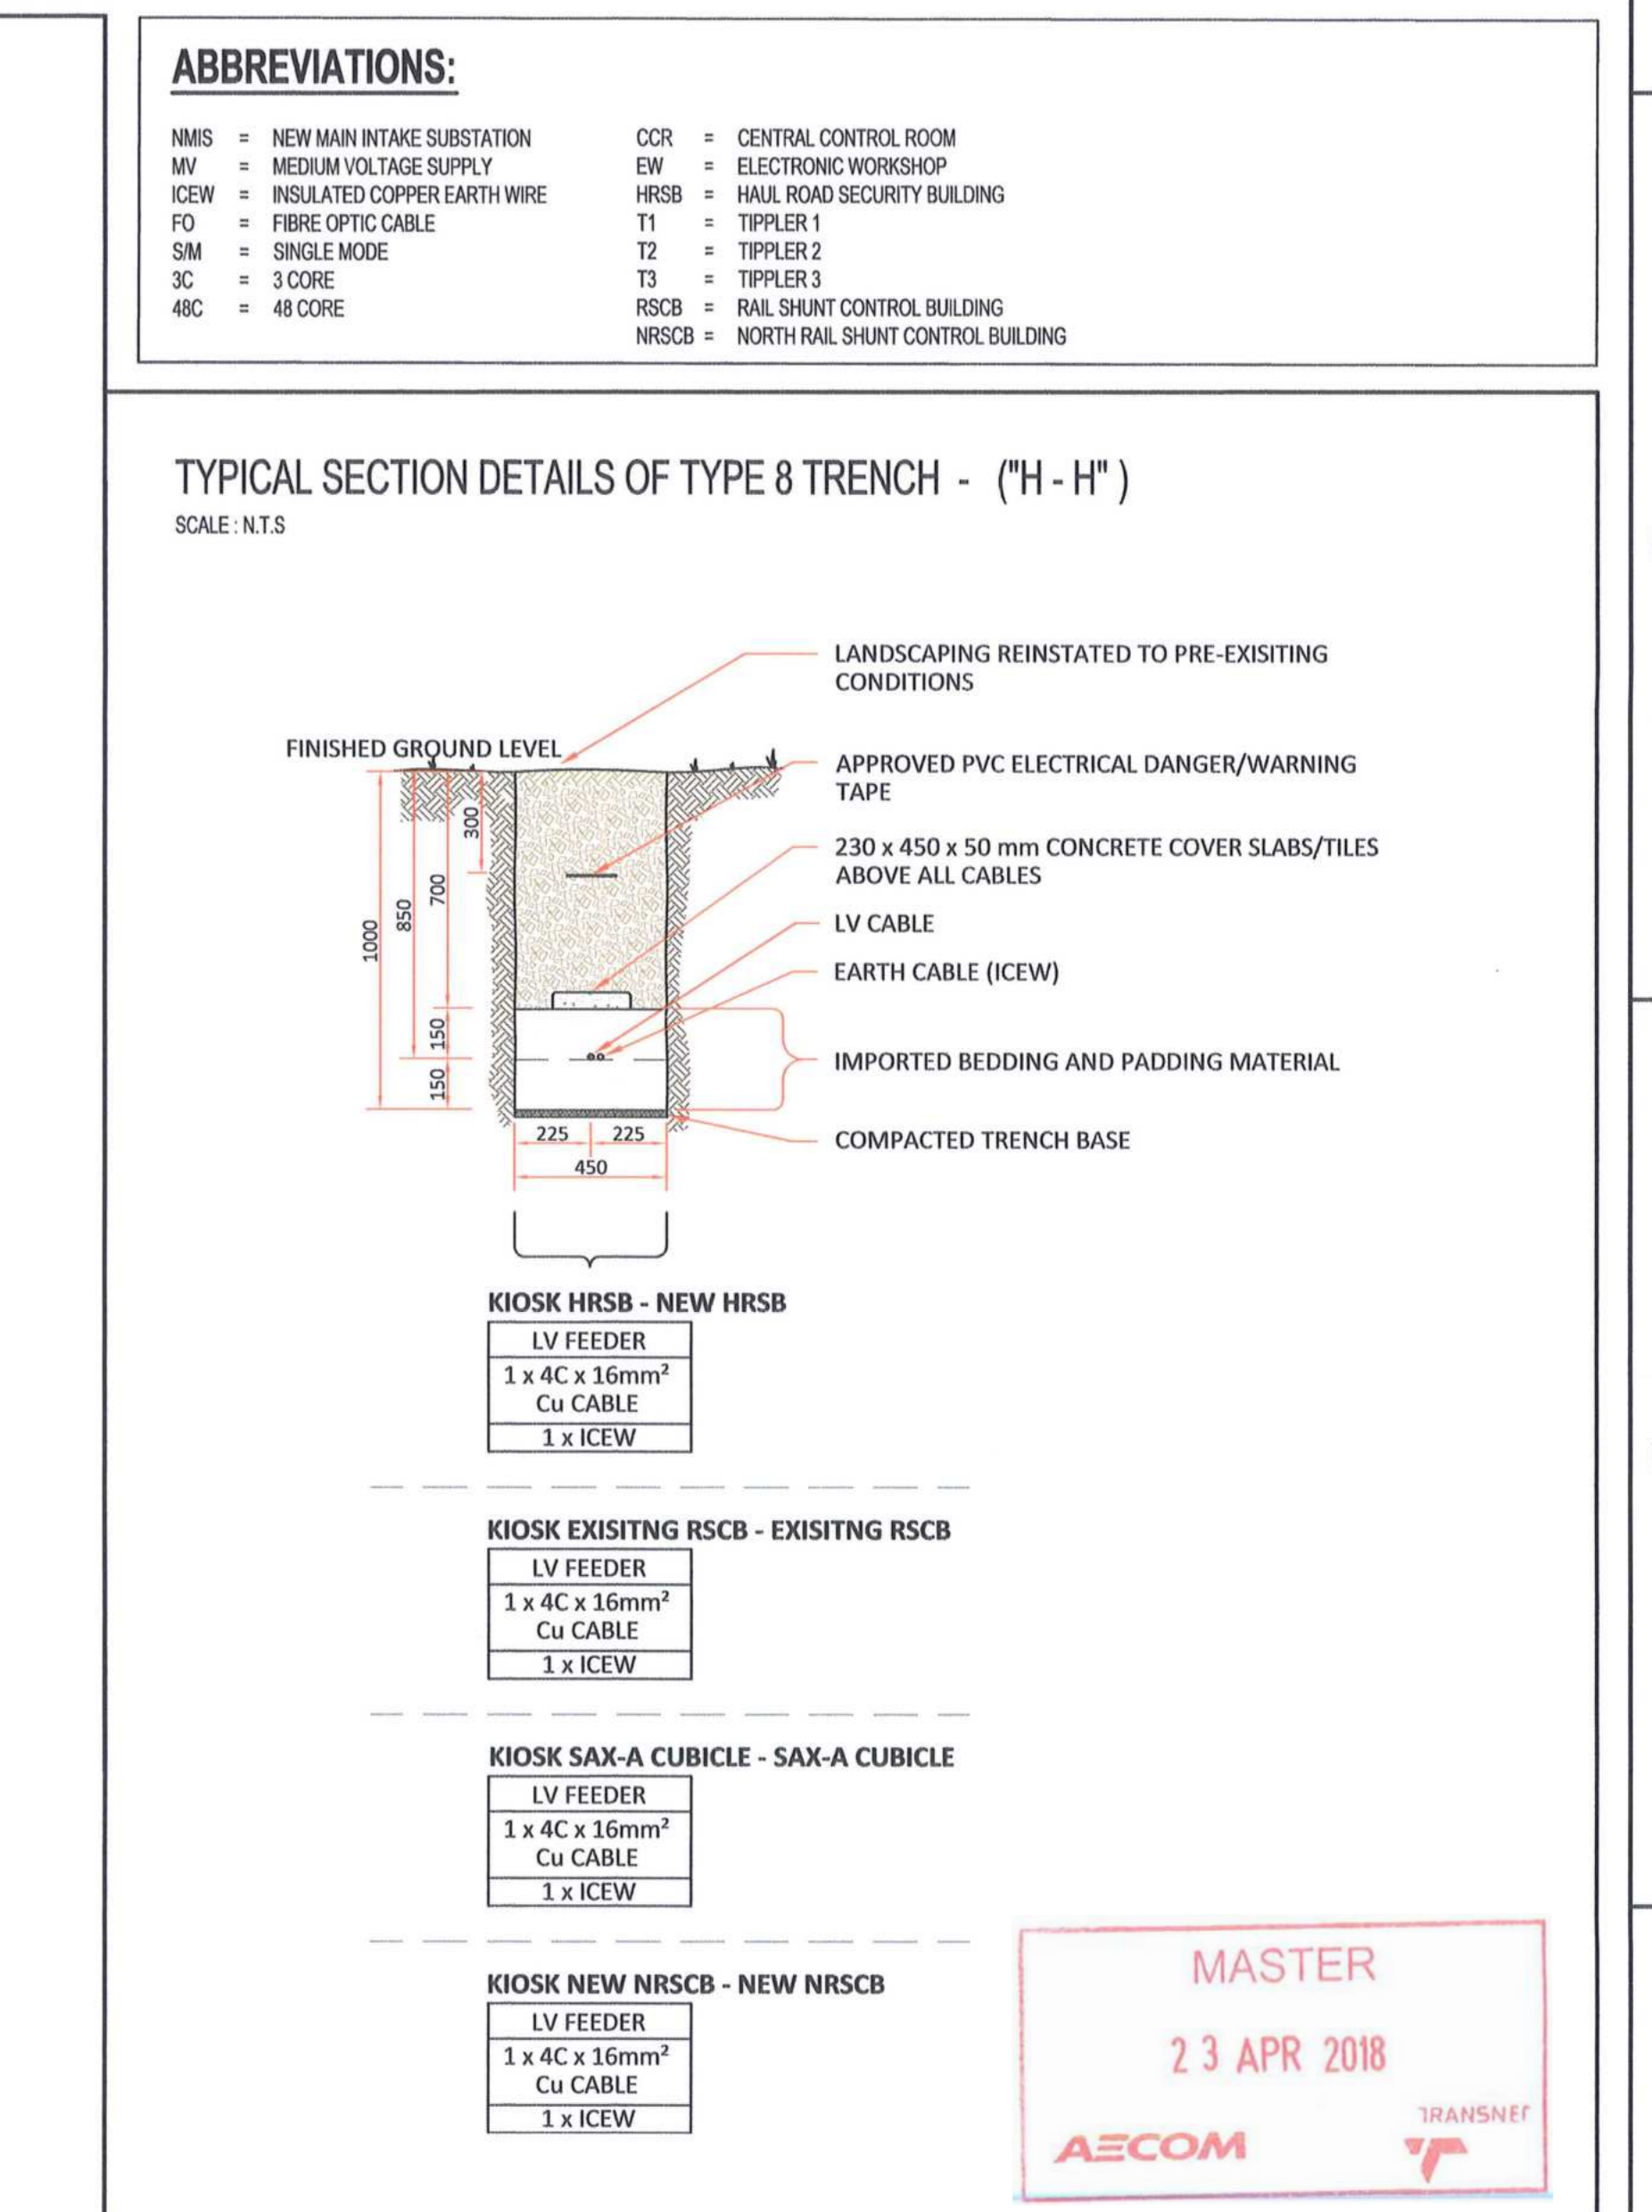 ABBREVIATIONS:
NMIS = NEW MAIN INTAKE SUBSTATION
MV = MEDIUM VOLTAGE SUPPLY
ICEW = INSULATED COPPER EARTH WIRE
FO = FIBRE OPTIC CABLE
S/M = SINGLE MODE
3C = 3 CORE
48C = 48 CORE
CCR = CENTRAL CONTROL ROOM
EW = ELECTRONIC WORKSHOP
HRSB = HAUL ROAD SECURITY BUILDING
T1 = TIPPLER 1
T2 = TIPPLER 2
T3 = TIPPLER 3
RSCB = RAIL SHUNT CONTROL BUILDING
NRSCB = NORTH RAIL SHUNT CONTROL BUILDING
TYPICAL SECTION DETAILS OF TYPE 8 TRENCH - ("H - H" )
SCALE : N.T.S
LANDSCAPING REINSTATED TO PRE-EXISITING
CONDITIONS
FINISHED GROUND LEVEL
APPROVED PVC ELECTRICAL DANGER/WARNING
TAPE
230 x 450 x 50 mm CONCRETE COVER SLABS/TILES
ABOVE ALL CABLES
LV CABLE
EARTH CABLE (ICEW)
IMPORTED BEDDING AND PADDING MATERIAL
COMPACTED TRENCH BASE
1000
850
700
300
150
150
225
225
450
KIOSK HRSB - NEW HRSB
LV FEEDER
1 x 4C x 16mm²
Cu CABLE
1 x ICEW
KIOSK EXISITNG RSCB - EXISITNG RSCB
LV FEEDER
1 x 4C x 16mm²
Cu CABLE
1 x ICEW
KIOSK SAX-A CUBICLE - SAX-A CUBICLE
LV FEEDER
1 x 4C x 16mm²
Cu CABLE
1 x ICEW
KIOSK NEW NRSCB - NEW NRSCB
LV FEEDER
1 x 4C x 16mm²
Cu CABLE
1 x ICEW
MASTER
23 APR 2018
TRANSNET
AECOM